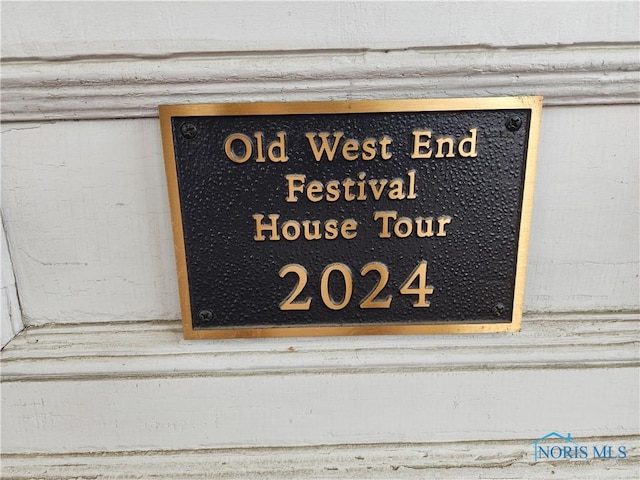 Old West End
Festival
House Tour
2024
NORIS MLS